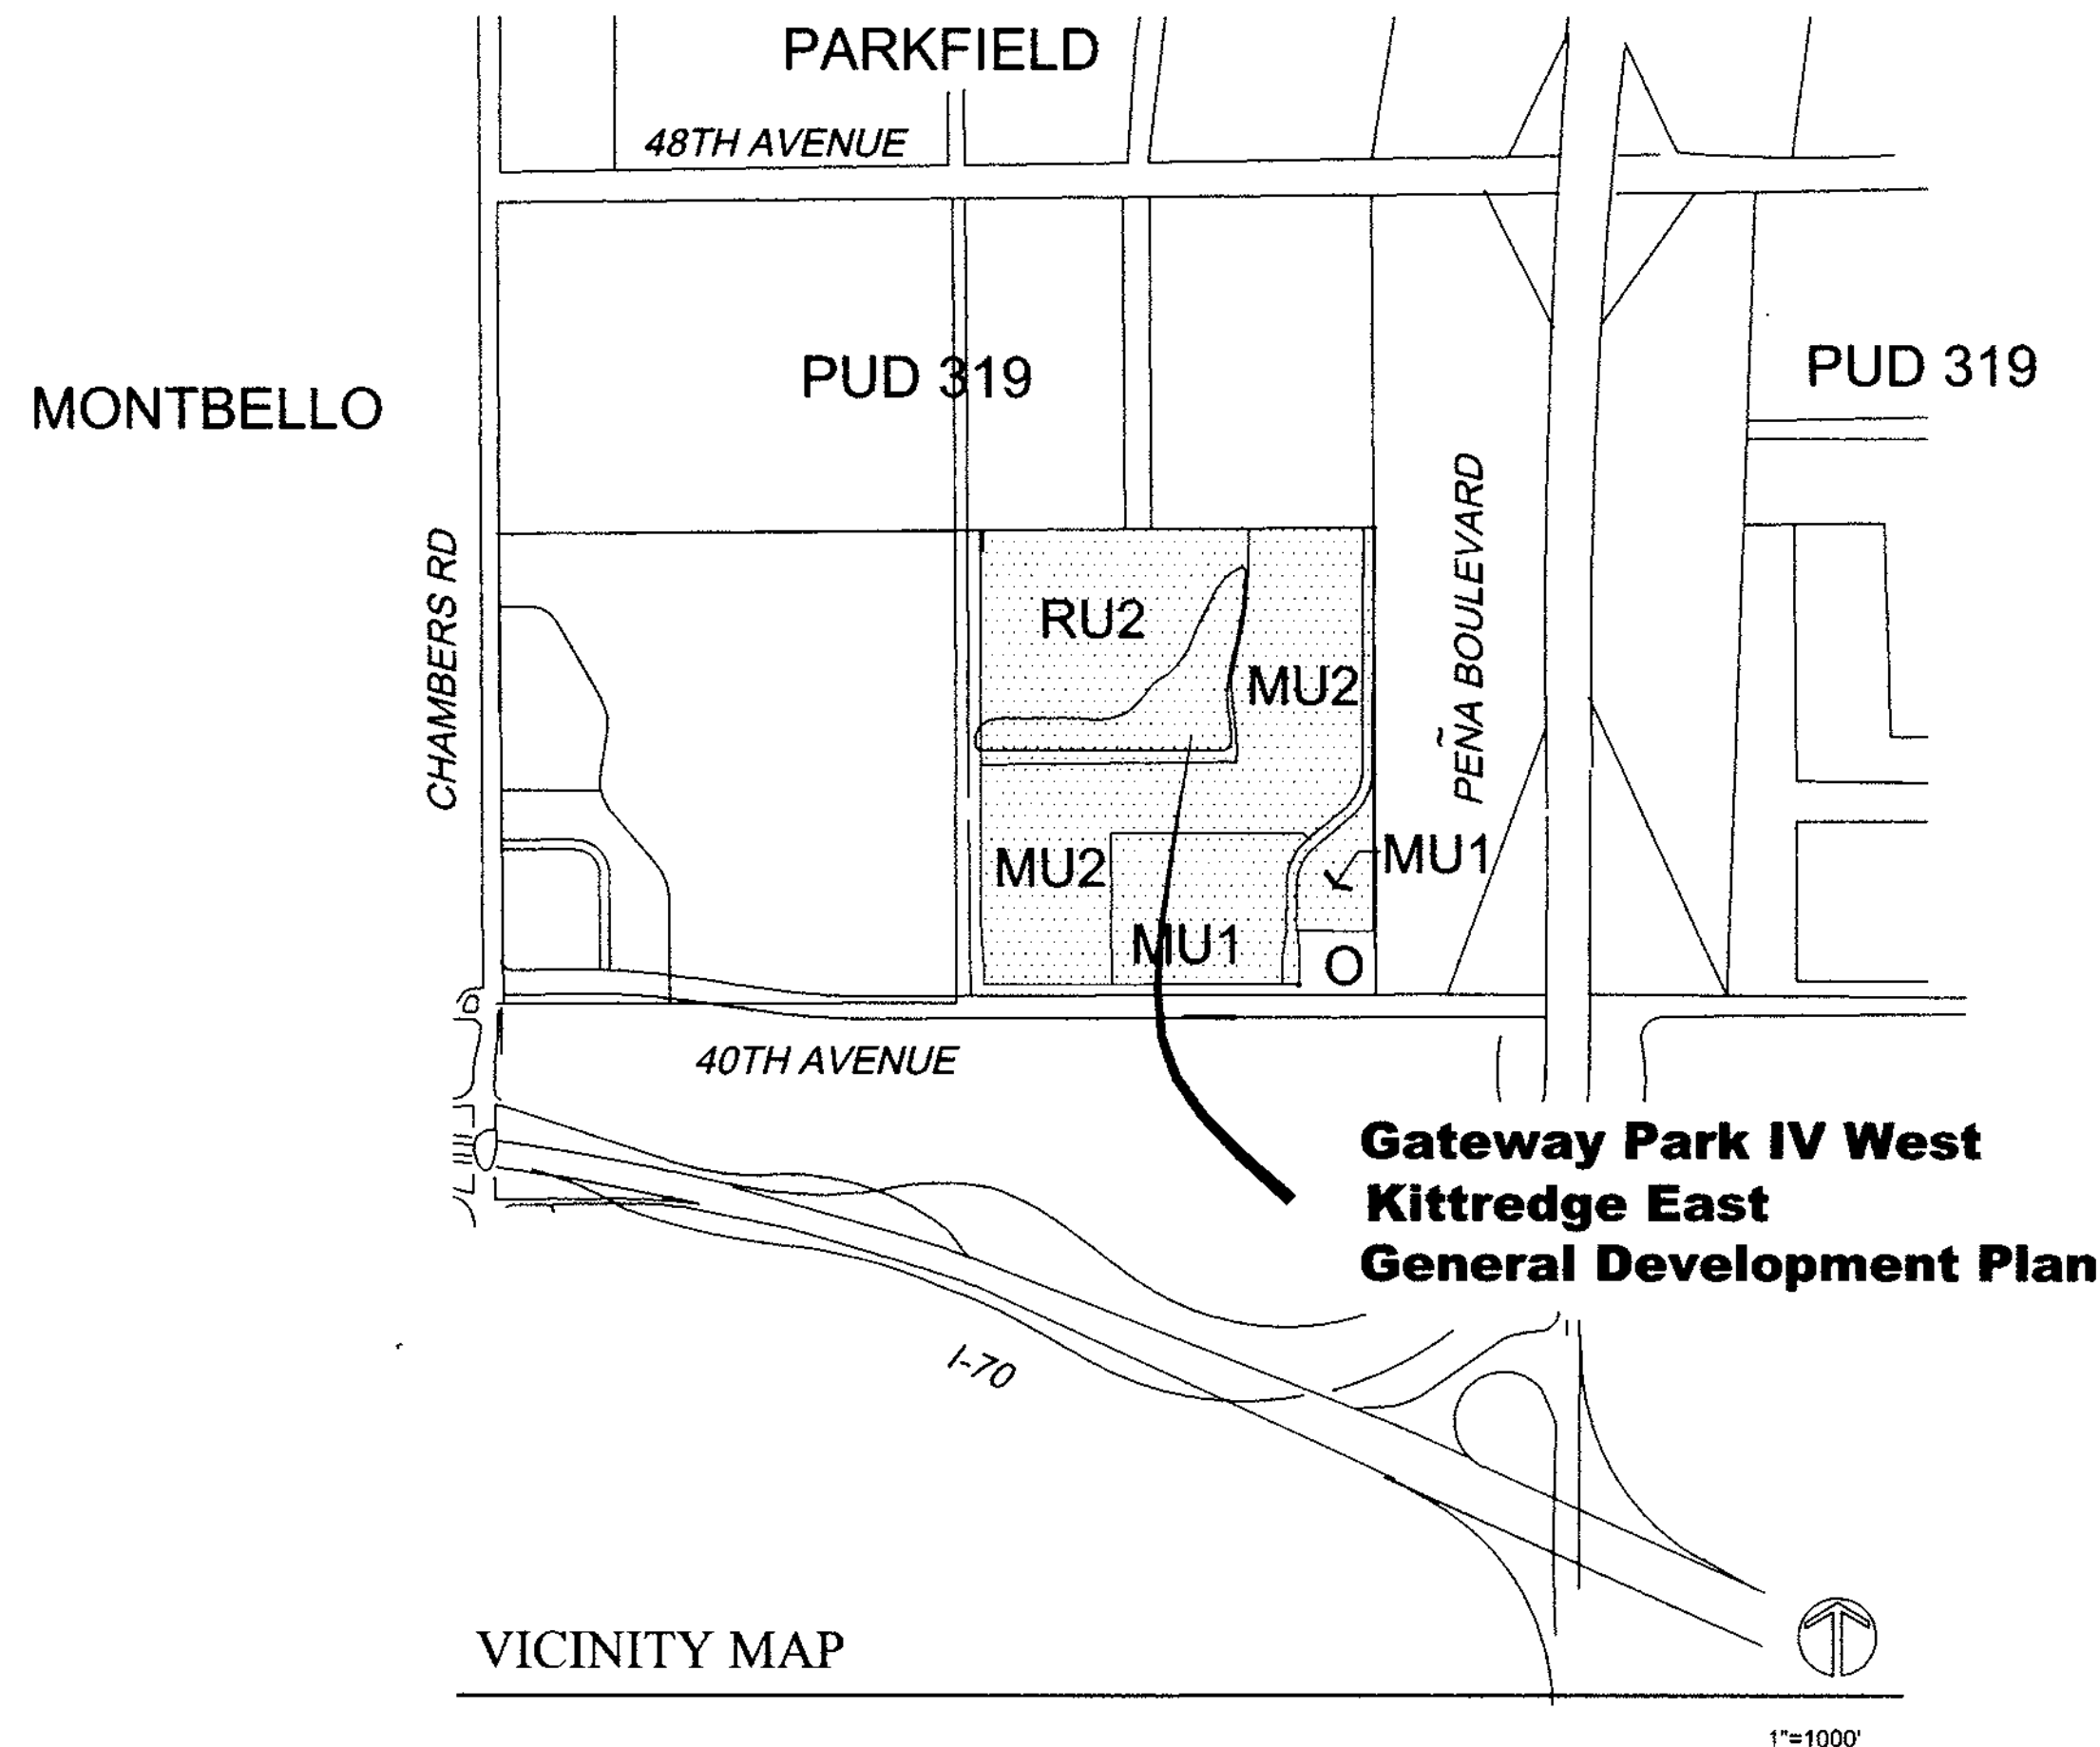 PARKFIELD
48TH AVENUE
PUD 319
PUD 319
MONTBELLO
CHAMBERS RD
PEÑA BOULEVARD
RU2
MU2
MU2
MU1
MU1
O
40TH AVENUE
Gateway Park IV West
Kittredge East
General Development Plan
I-70
VICINITY MAP
1"=1000'